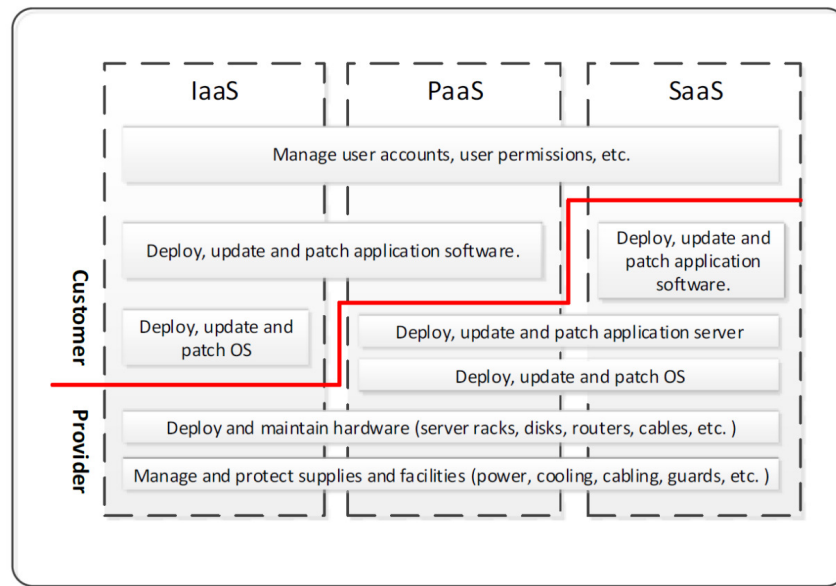 IaaS
PaaS
SaaS
Manage user accounts, user permissions, etc.
Deploy, update and patch application software.
Deploy, update and
patch application
software.
Customer
Deploy, update and
patch OS
Deploy, update and patch application server
Deploy, update and patch OS
Provider
Deploy and maintain hardware (server racks, disks, routers, cables, etc. )
Manage and protect supplies and facilities (power, cooling, cabling, guards, etc. )